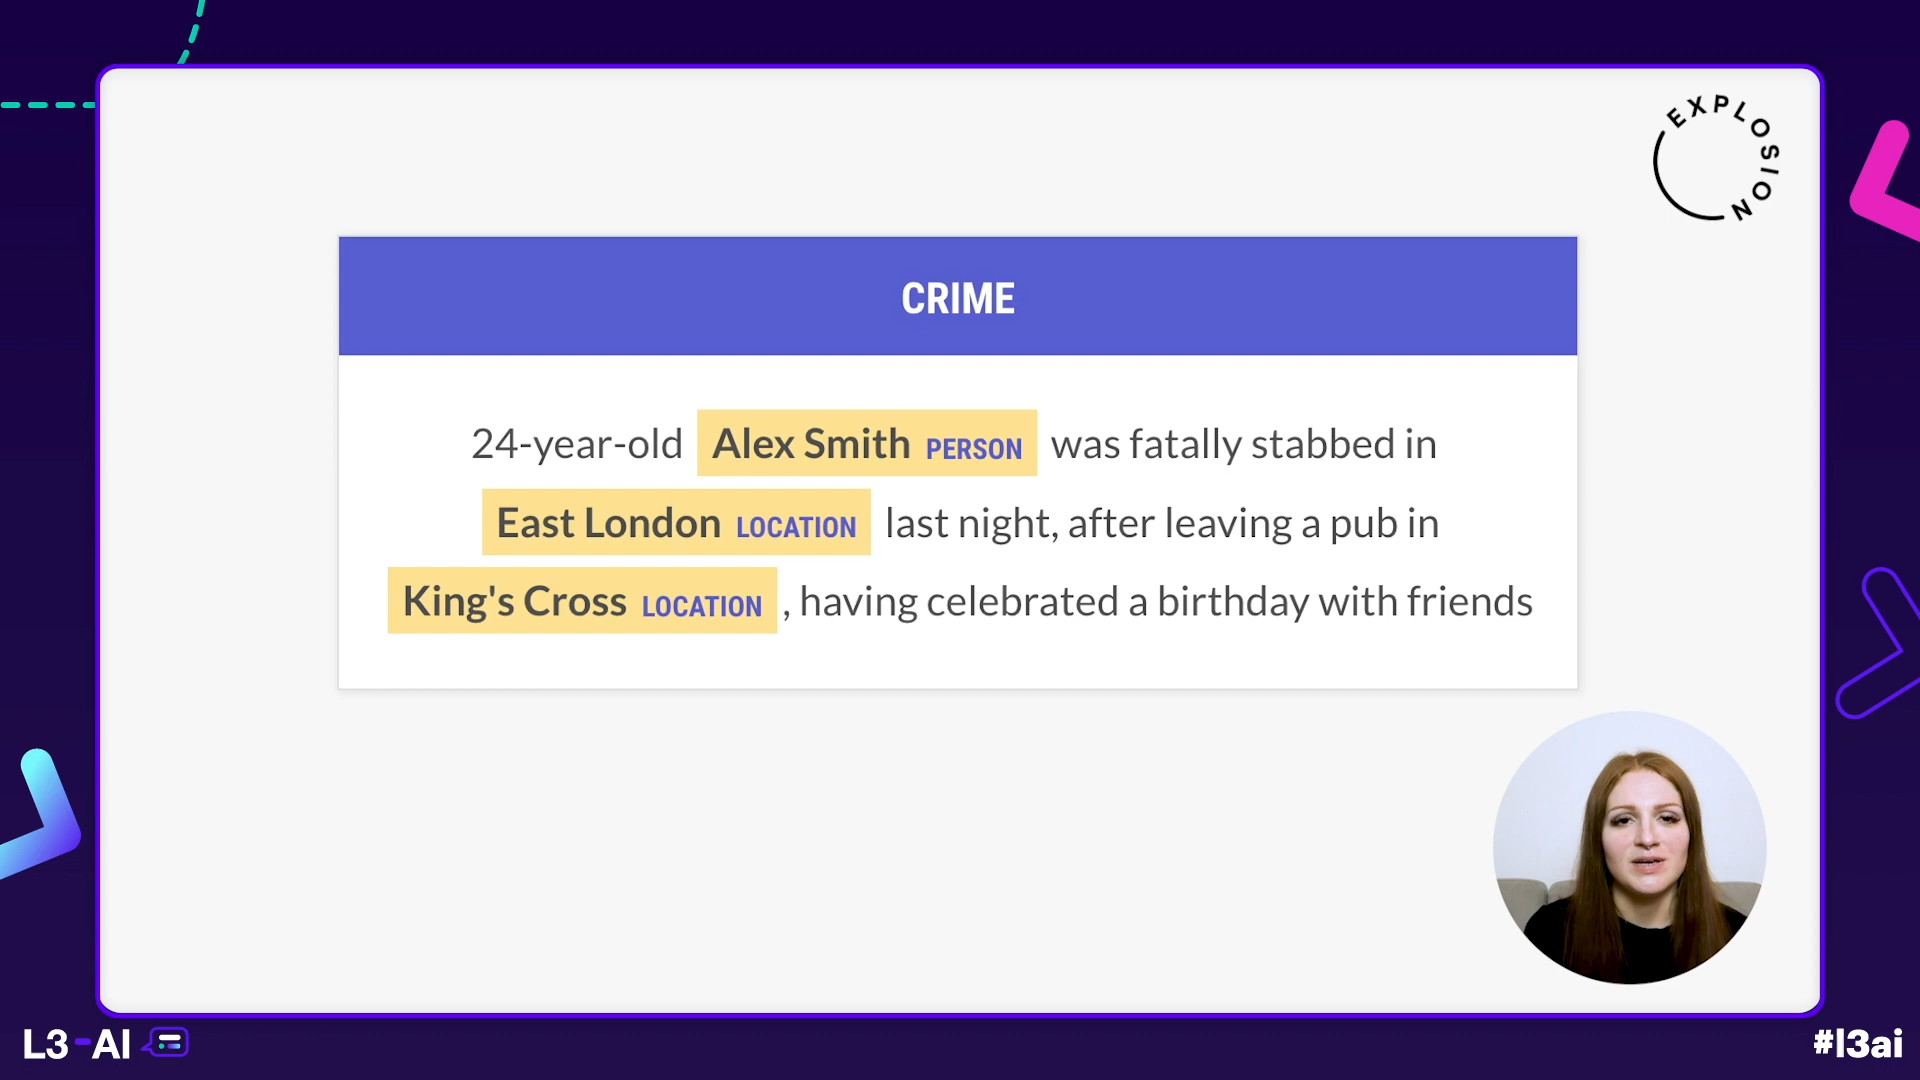 EXPLOSION
CRIME
24-year-old Alex Smith PERSON was fatally stabbed in
East London LOCATION last night, after leaving a pub in
King's Cross LOCATION , having celebrated a birthday with friends
L3-AI
#l3ai